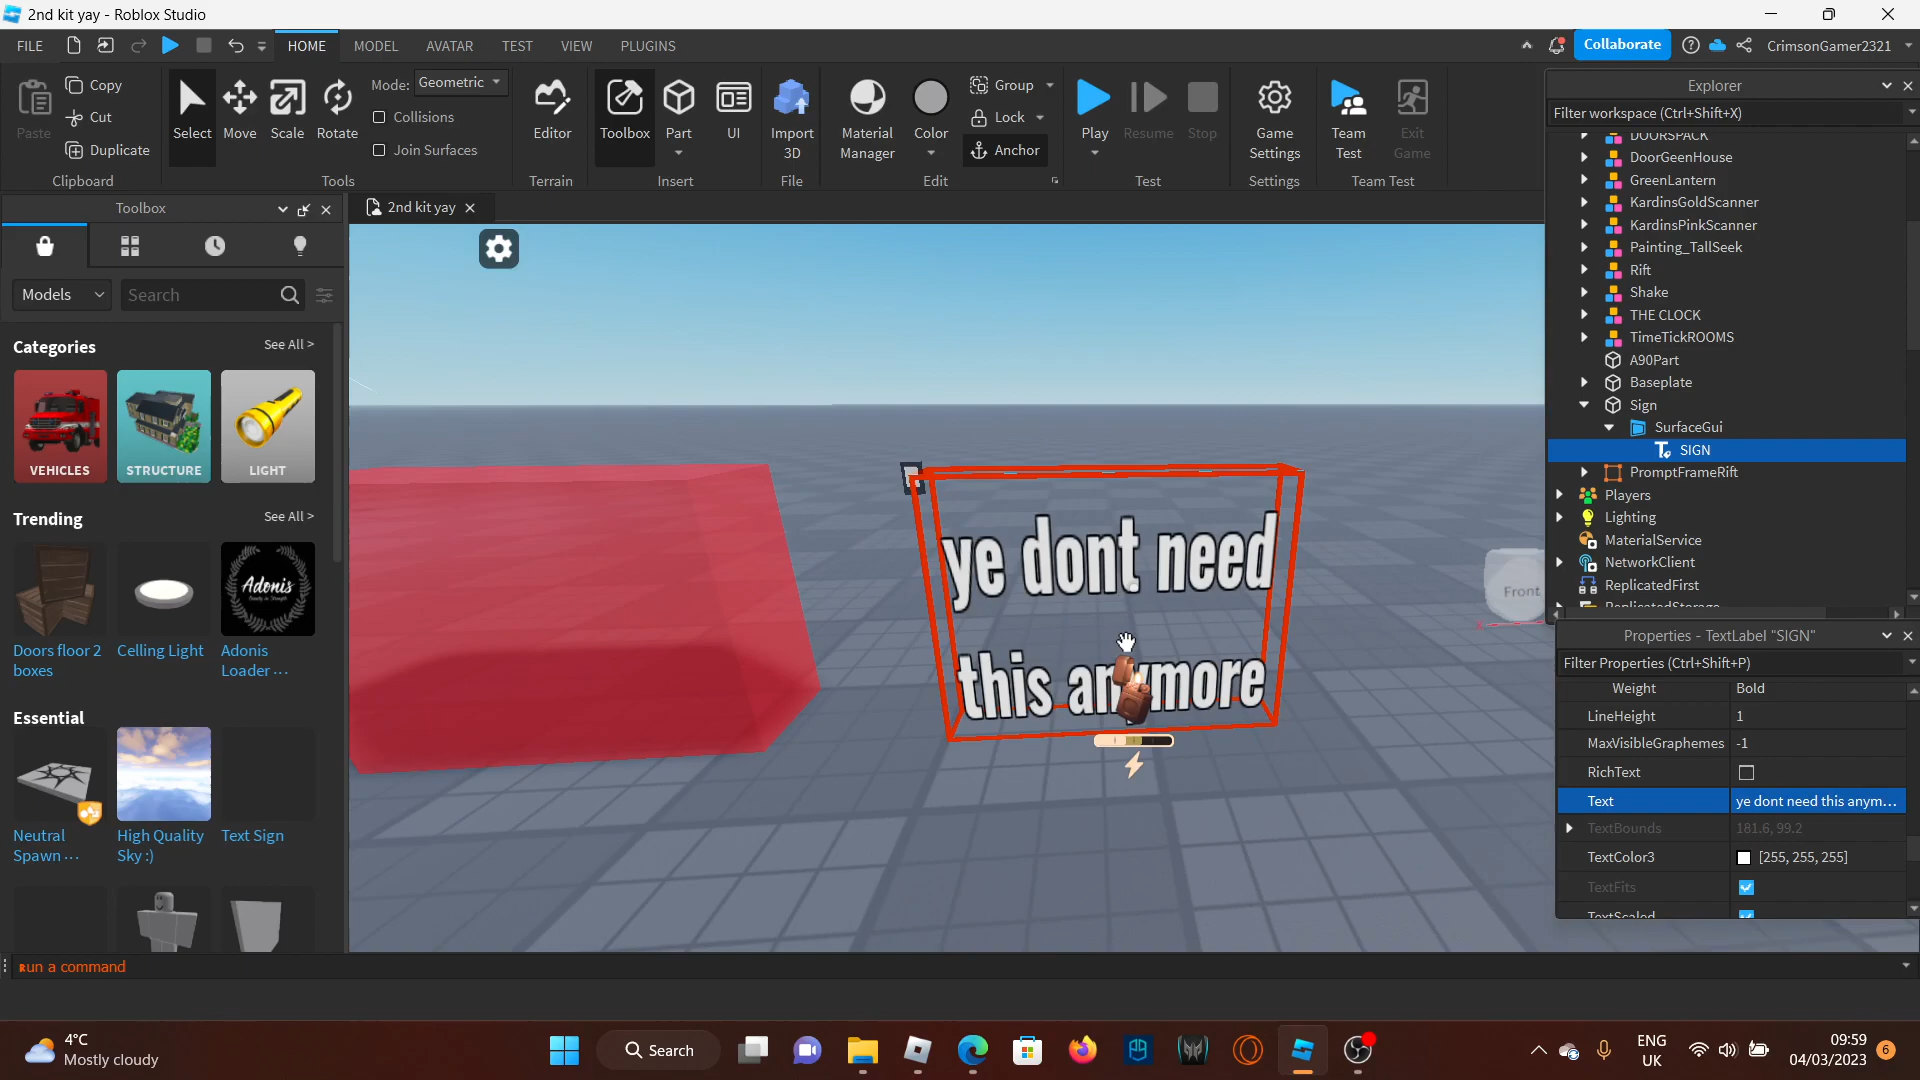 2nd kit yay - Roblox Studio
FILE
HOME
MODEL
AVATAR
TEST
VIEW
PLUGINS
Collaborate
CrimsonGamer2321
Paste
Copy
Cut
Duplicate
Clipboard
Select
Move
Scale
Rotate
Mode:
Geometric
Collisions
Join Surfaces
Tools
Editor
Terrain
Toolbox
Part
UI
Insert
Import
3D
File
Material
Manager
Color
Group
Lock
Anchor
Edit
Play
Resume
Stop
Test
Game
Settings
Settings
Team
Test
Exit
Game
Team Test
Toolbox
Models
Search
Categories
See All >
VEHICLES
STRUCTURE
LIGHT
Trending
See All >
Adonis
Doors floor 2
boxes
Celling Light
Adonis
Loader ...
Essential
See All >
Neutral
Spawn ...
High Quality
Sky :)
Text Sign
2nd kit yay
ye dont need
this anymore
Front
Explorer
Filter workspace (Ctrl+Shift+X)
DOORSPACK
DoorGeenHouse
GreenLantern
KardinsGoldScanner
KardinsPinkScanner
Painting_TallSeek
Rift
Shake
THE CLOCK
TimeTickROOMS
A90Part
Baseplate
Sign
SurfaceGui
SIGN
PromptFrameRift
Players
Lighting
MaterialService
NetworkClient
ReplicatedFirst
ReplicatedStorage
Properties - TextLabel "SIGN"
Filter Properties (Ctrl+Shift+P)
Weight
Bold
LineHeight
1
MaxVisibleGraphemes
-1
RichText
Text
ye dont need this anym...
TextBounds
181.6, 99.2
TextColor3
[255, 255, 255]
TextFits
TextScaled
Run a command
4°C
Mostly cloudy
Search
ENG
UK
09:59
04/03/2023
6